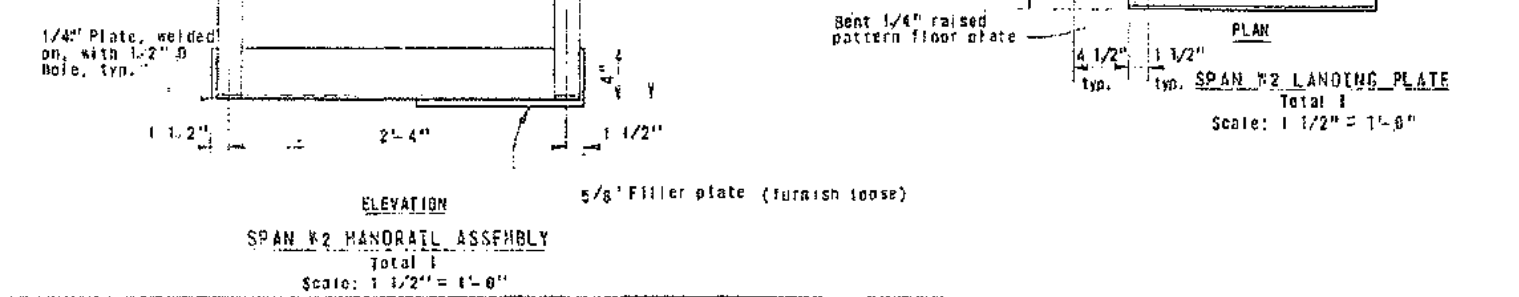 1/4" Plate, welded
on, with 1/2" Ø
Hole, typ.
4"
1 1/2"
2'-4"
1 1/2"
5/8" Filler plate (furnish loose)
ELEVATION
SPAN #2 HANDRAIL ASSEMBLY
Total 1
Scale: 1 1/2" = 1'-0"
Bent 1/4" raised
pattern floor plate
PLAN
4 1/2"
typ.
1 1/2"
typ.
SPAN #2 LANDING PLATE
Total 1
Scale: 1 1/2" = 1'-0"